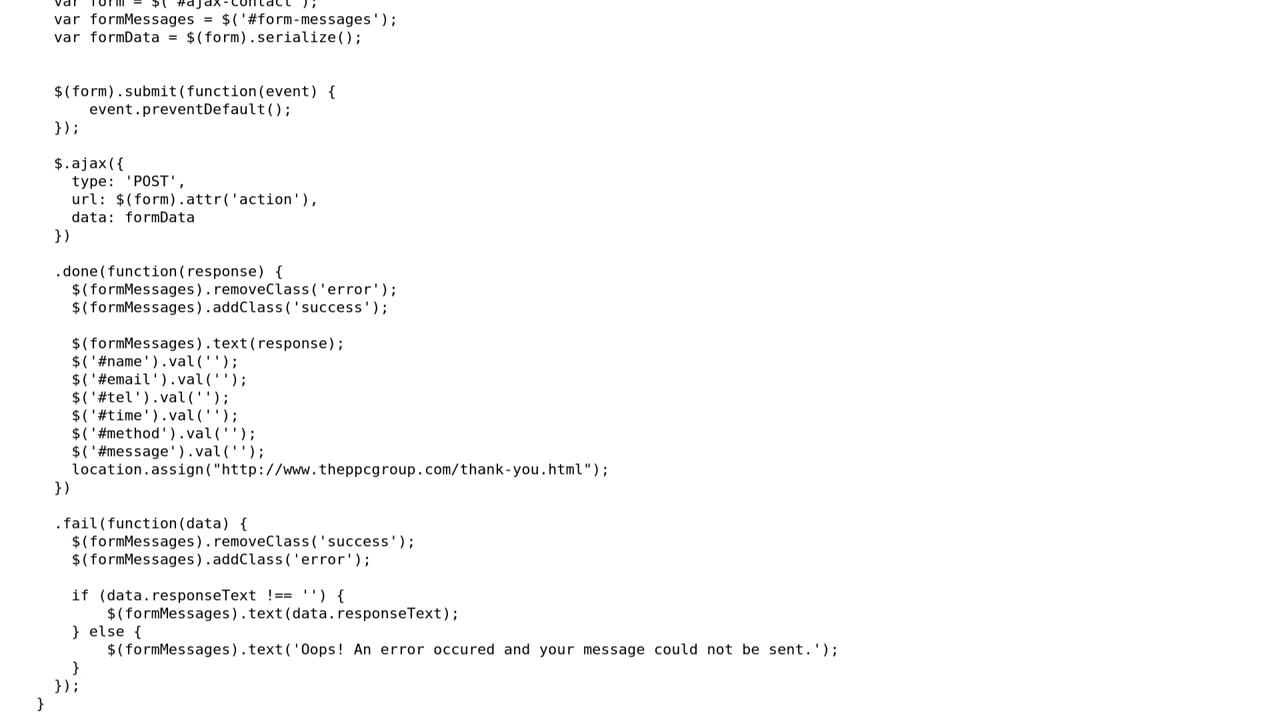 var form = $('#ajax-contact');
var formMessages = $('#form-messages');
var formData = $(form).serialize();
$(form).submit(function(event) {
event.preventDefault();
});
$.ajax({
type: 'POST',
url: $(form).attr('action'),
data: formData
})
.done(function(response) {
$(formMessages).removeClass('error');
$(formMessages).addClass('success');
$(formMessages).text(response);
$('#name').val('');
$('#email').val('');
$('#tel').val('');
$('#time').val('');
$('#method').val('');
$('#message').val('');
location.assign("http://www.theppcgroup.com/thank-you.html");
})
.fail(function(data) {
$(formMessages).removeClass('success');
$(formMessages).addClass('error');
if (data.responseText !== '') {
$(formMessages).text(data.responseText);
} else {
$(formMessages).text('Oops! An error occured and your message could not be sent.');
}
});
}